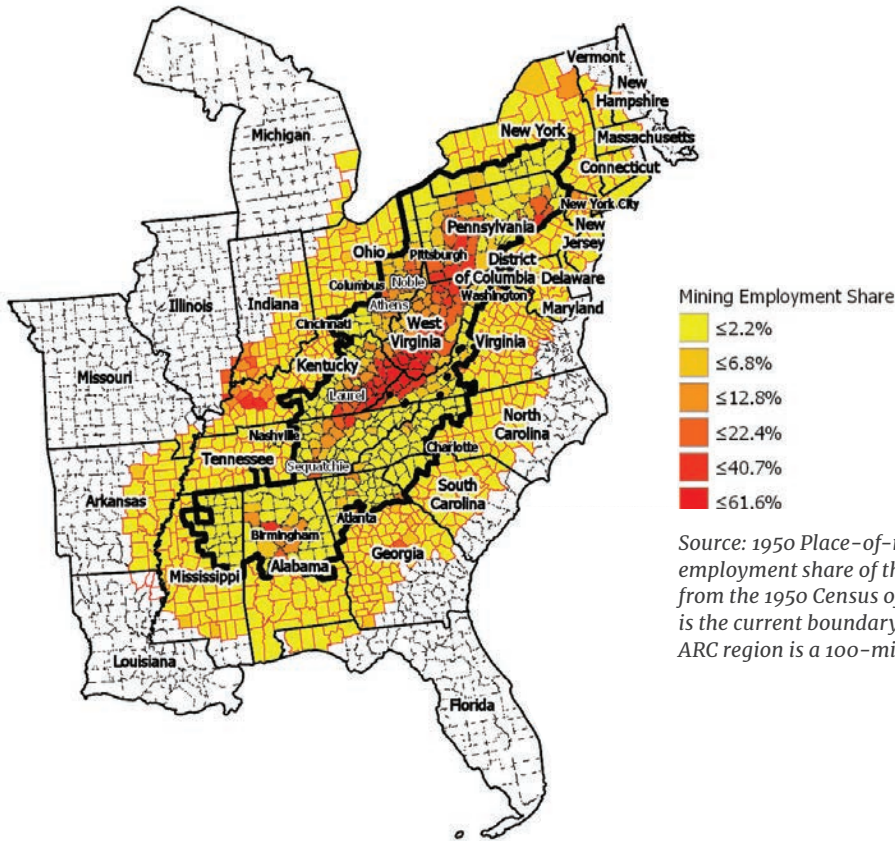 Vermont
New
Hampshire
Michigan
New York
Massachusetts
Connecticut
New York City
Pennsylvania
New
Jersey
Ohio
Pittsburgh
District
of Columbia
Delaware
Columbus
Noble
Washington
Maryland
Illinois
Indiana
Athens
Cincinnati
West
Virginia
Virginia
Missouri
Kentucky
Laurel
North
Carolina
Nashville
Charlotte
Tennessee
Sequatchie
Arkansas
South
Carolina
Atlanta
Birmingham
Georgia
Mississippi
Alabama
Louisiana
Florida
Mining Employment Share
≤2.2%
≤6.8%
≤12.8%
≤22.4%
≤40.7%
≤61.6%
Source: 1950 Place-of-
employment share of th
from the 1950 Census o
is the current boundary
ARC region is a 100-mi